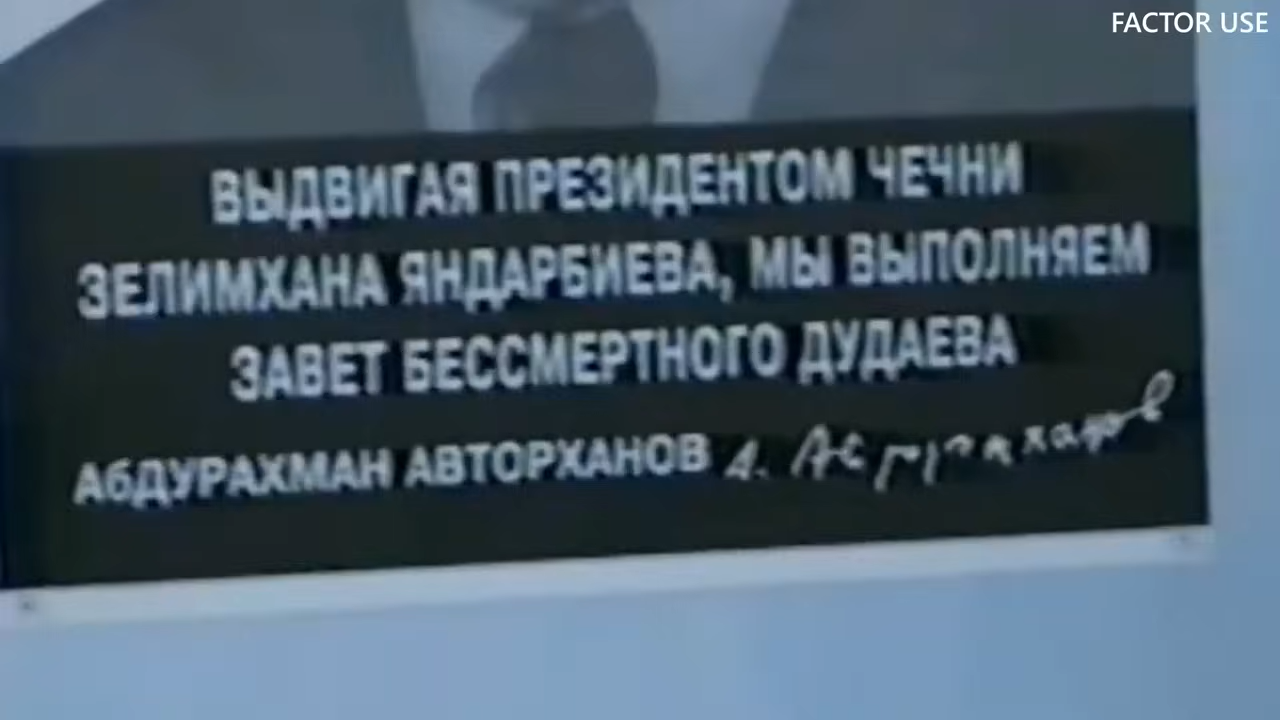 FACTOR USE
ВЫДВИГАЯ ПРЕЗИДЕНТОМ ЧЕЧНИ
ЗЕЛИМХАНА ЯНДАРБИЕВА, МЫ ВЫПОЛНЯЕМ
ЗАВЕТ БЕССМЕРТНОГО ДУДАЕВА
АБДУРАХМАН АВТОРХАНОВ А.